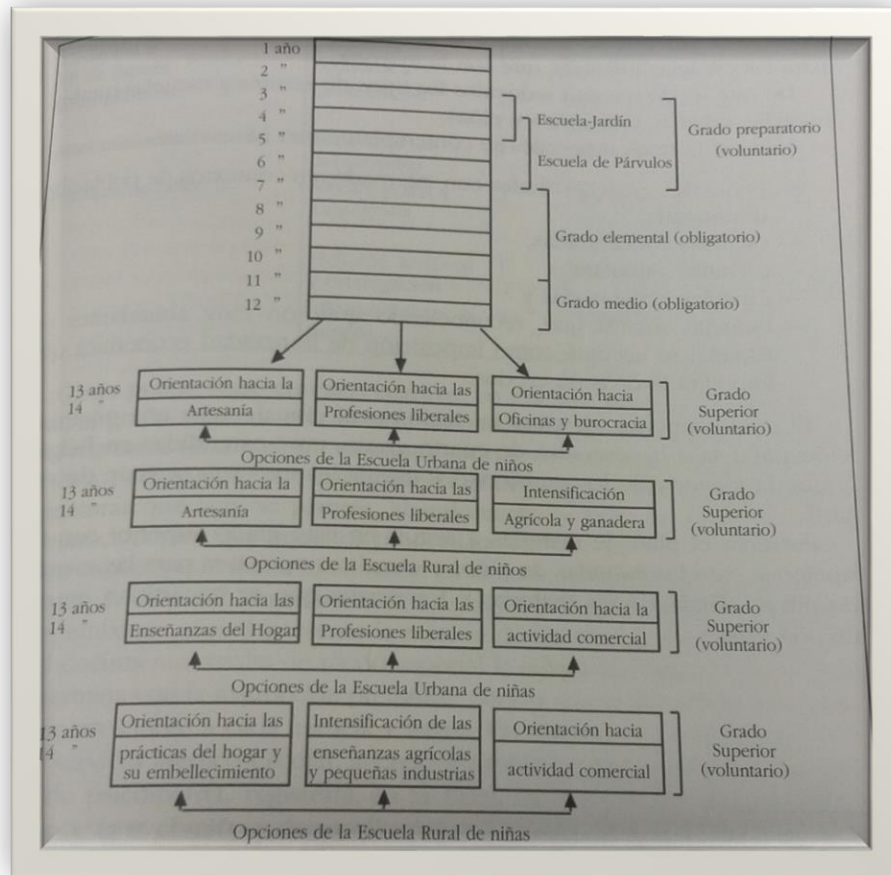 1 año
2 "
3 "
4 "
5 "
6 "
7 "
8 "
9 "
10 "
11 "
12 "
Escuela-Jardín
Escuela de Párvulos
Grado preparatorio
(voluntario)
Grado elemental (obligatorio)
Grado medio (obligatorio)
13 años
14 "
Orientación hacia la
Artesanía
Orientación hacia las
Profesiones liberales
Orientación hacia
Oficinas y burocracia
Grado
Superior
(voluntario)
Opciones de la Escuela Urbana de niños
13 años
14 "
Orientación hacia la
Artesanía
Orientación hacia las
Profesiones liberales
Intensificación
Agrícola y ganadera
Grado
Superior
(voluntario)
Opciones de la Escuela Rural de niños
13 años
14 "
Orientación hacia las
Enseñanzas del Hogar
Orientación hacia las
Profesiones liberales
Orientación hacia la
actividad comercial
Grado
Superior
(voluntario)
Opciones de la Escuela Urbana de niñas
13 años
14 "
Orientación hacia las
prácticas del hogar y
su embellecimiento
Intensificación de las
enseñanzas agrícolas
y pequeñas industrias
Orientación hacia
actividad comercial
Grado
Superior
(voluntario)
Opciones de la Escuela Rural de niñas